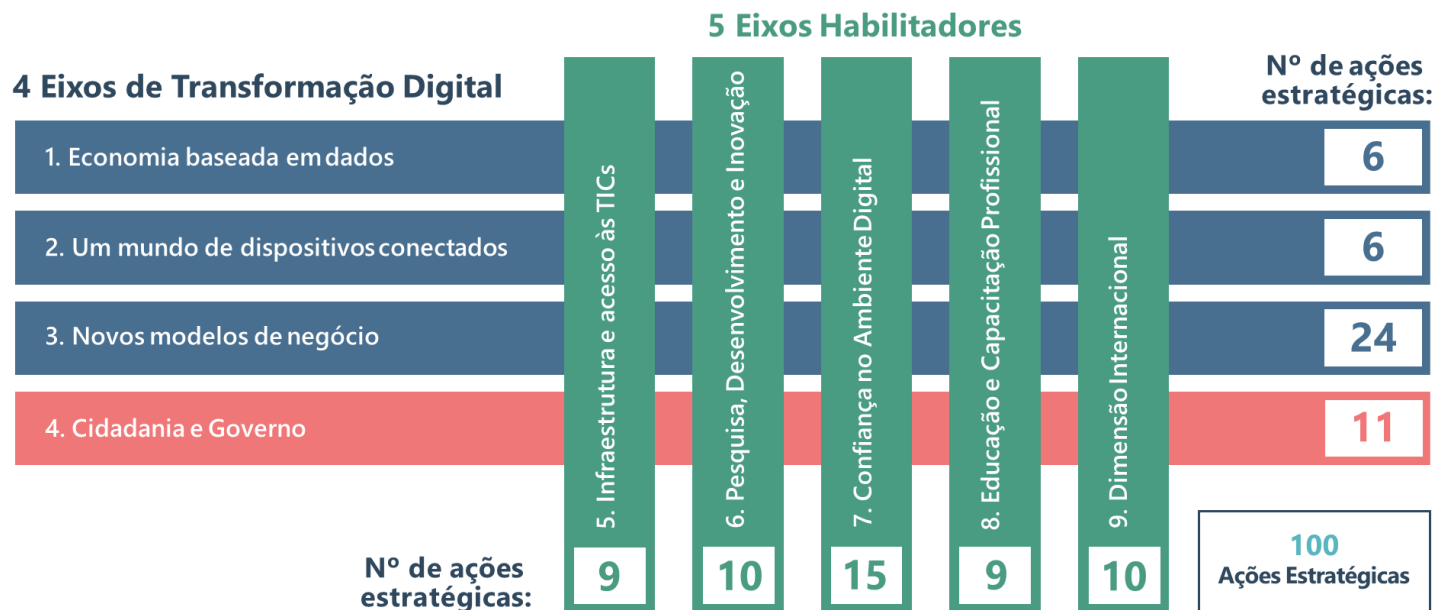 5 Eixos Habilitadores
4 Eixos de Transformação Digital
Nº de ações
estratégicas:
1. Economia baseada em dados
6
2. Um mundo de dispositivos conectados
6
3. Novos modelos de negócio
24
4. Cidadania e Governo
11
5. Infraestrutura e acesso às TICs
6. Pesquisa, Desenvolvimento e Inovação
7. Confiança no Ambiente Digital
8. Educação e Capacitação Profissional
9. Dimensão Internacional
Nº de ações
estratégicas:
9
10
15
9
10
100
Ações Estratégicas